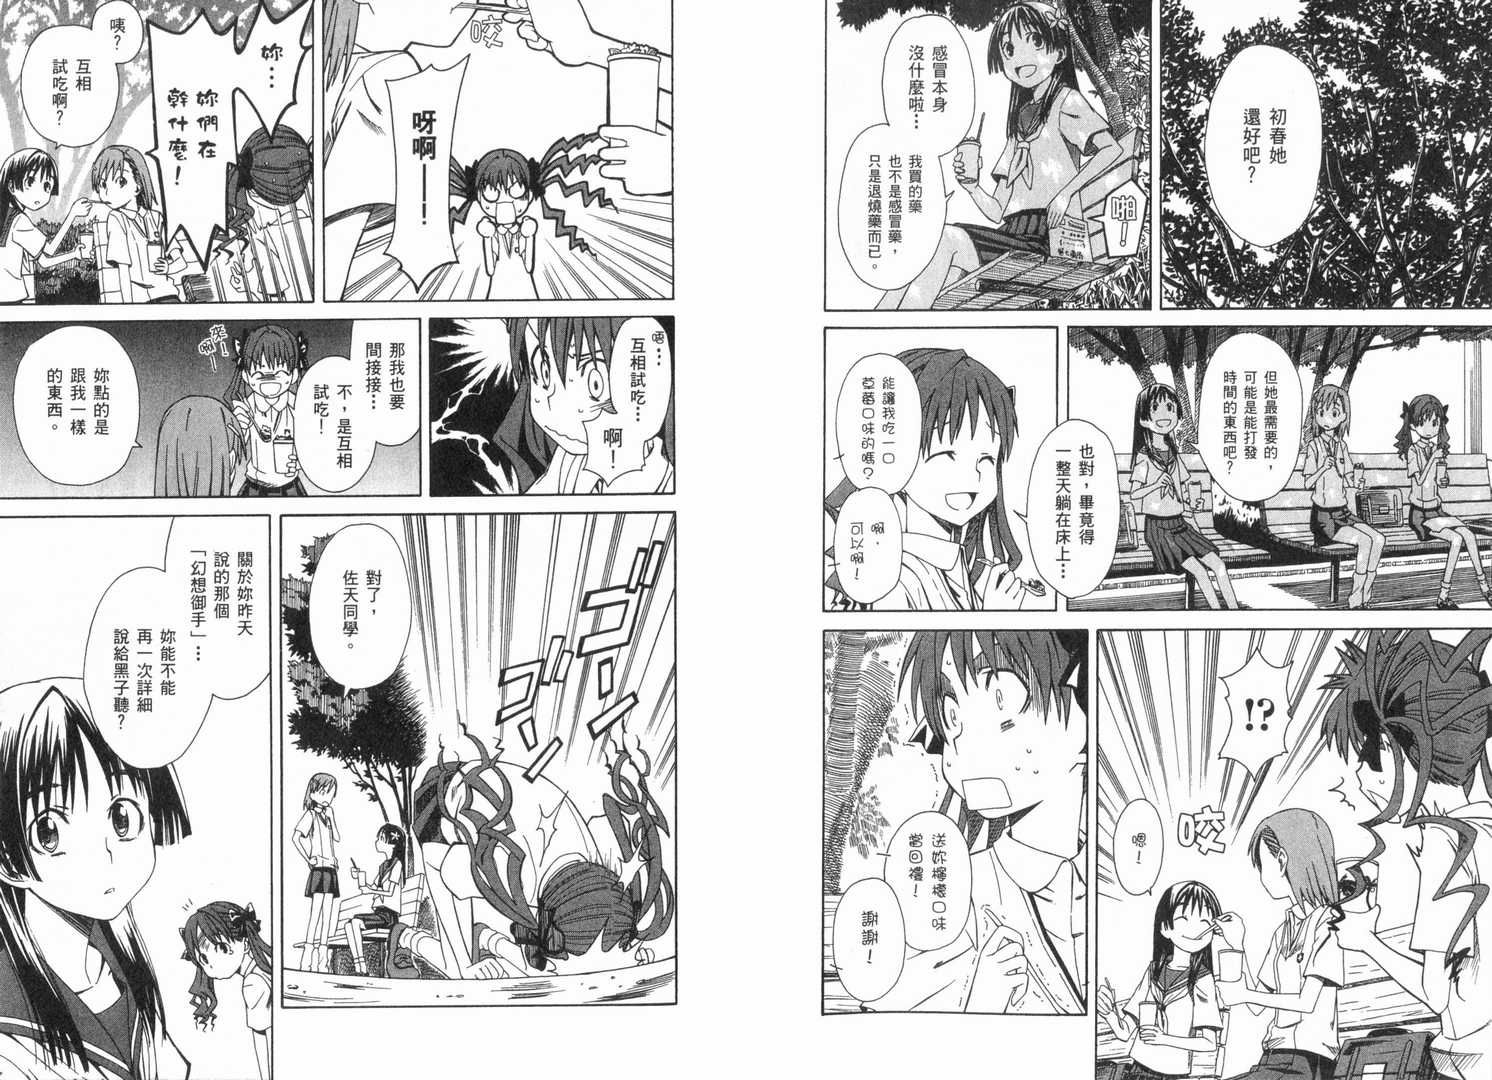 初春她
還好吧？
感冒本身
沒什麼啦…
我買的藥
也不是感冒藥，
只是退燒藥而已。
啪！
但她最需要的，
可能是能打發
時間的東西吧？
也對，畢竟得
一整天躺在床上…
能讓我吃一口
草莓口味的嗎？
啊，
可以啊！
！？
咬
嗯！
送妳檸檬口味
當回禮！
謝謝！
咬
呀啊——！
妳…
妳們在
幹什麼！
咦？
互相
試吃啊？
嗯…
互相試吃…
啊！
那我也要
間接接…
不，是互相
試吃！
來！
啊—
妳點的是
跟我一樣
的東西。
ゴン
ゴン
對了，
佐天同學。
關於妳昨天
說的那個
「幻想御手」…
妳能不能
再一次詳細
說給黑子聽？